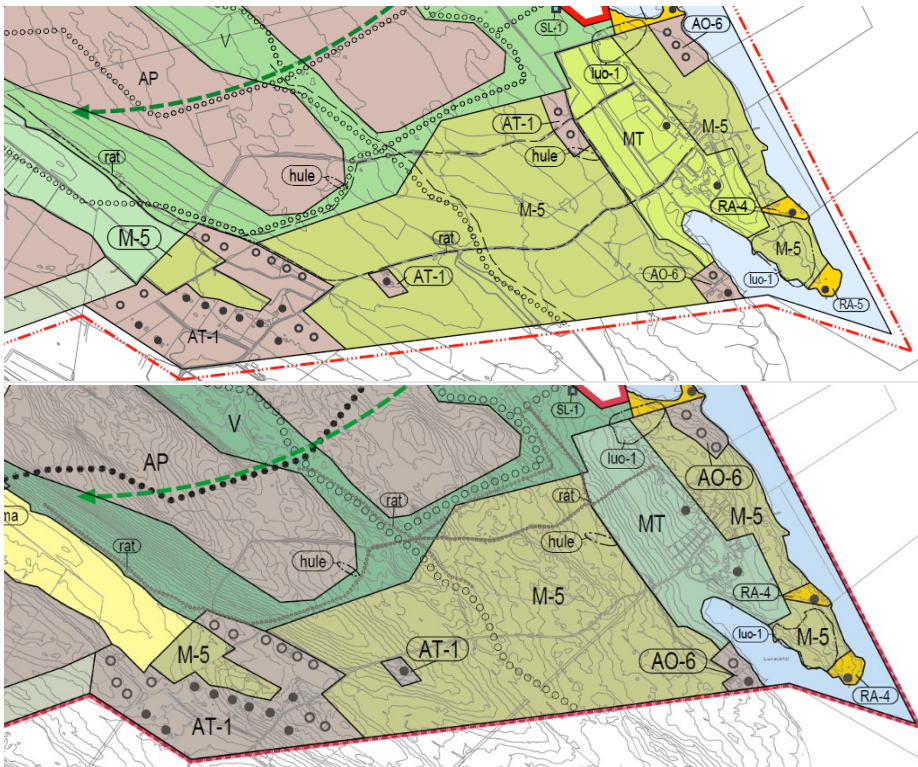 SL-1
AO-6
V
luo-1
AP
AT-1
MT
M-5
rat
hule
hule
M-5
RA-4
M-5
rat
M-5
AT-1
AO-6
luo-1
RA-5
AT-1
SL-1
V
luo-1
AP
AO-6
ma
rat
rat
MT
M-5
rat
hule
hule
M-5
RA-4
M-5
luo-1
M-5
AT-1
AO-6
RA-4
AT-1